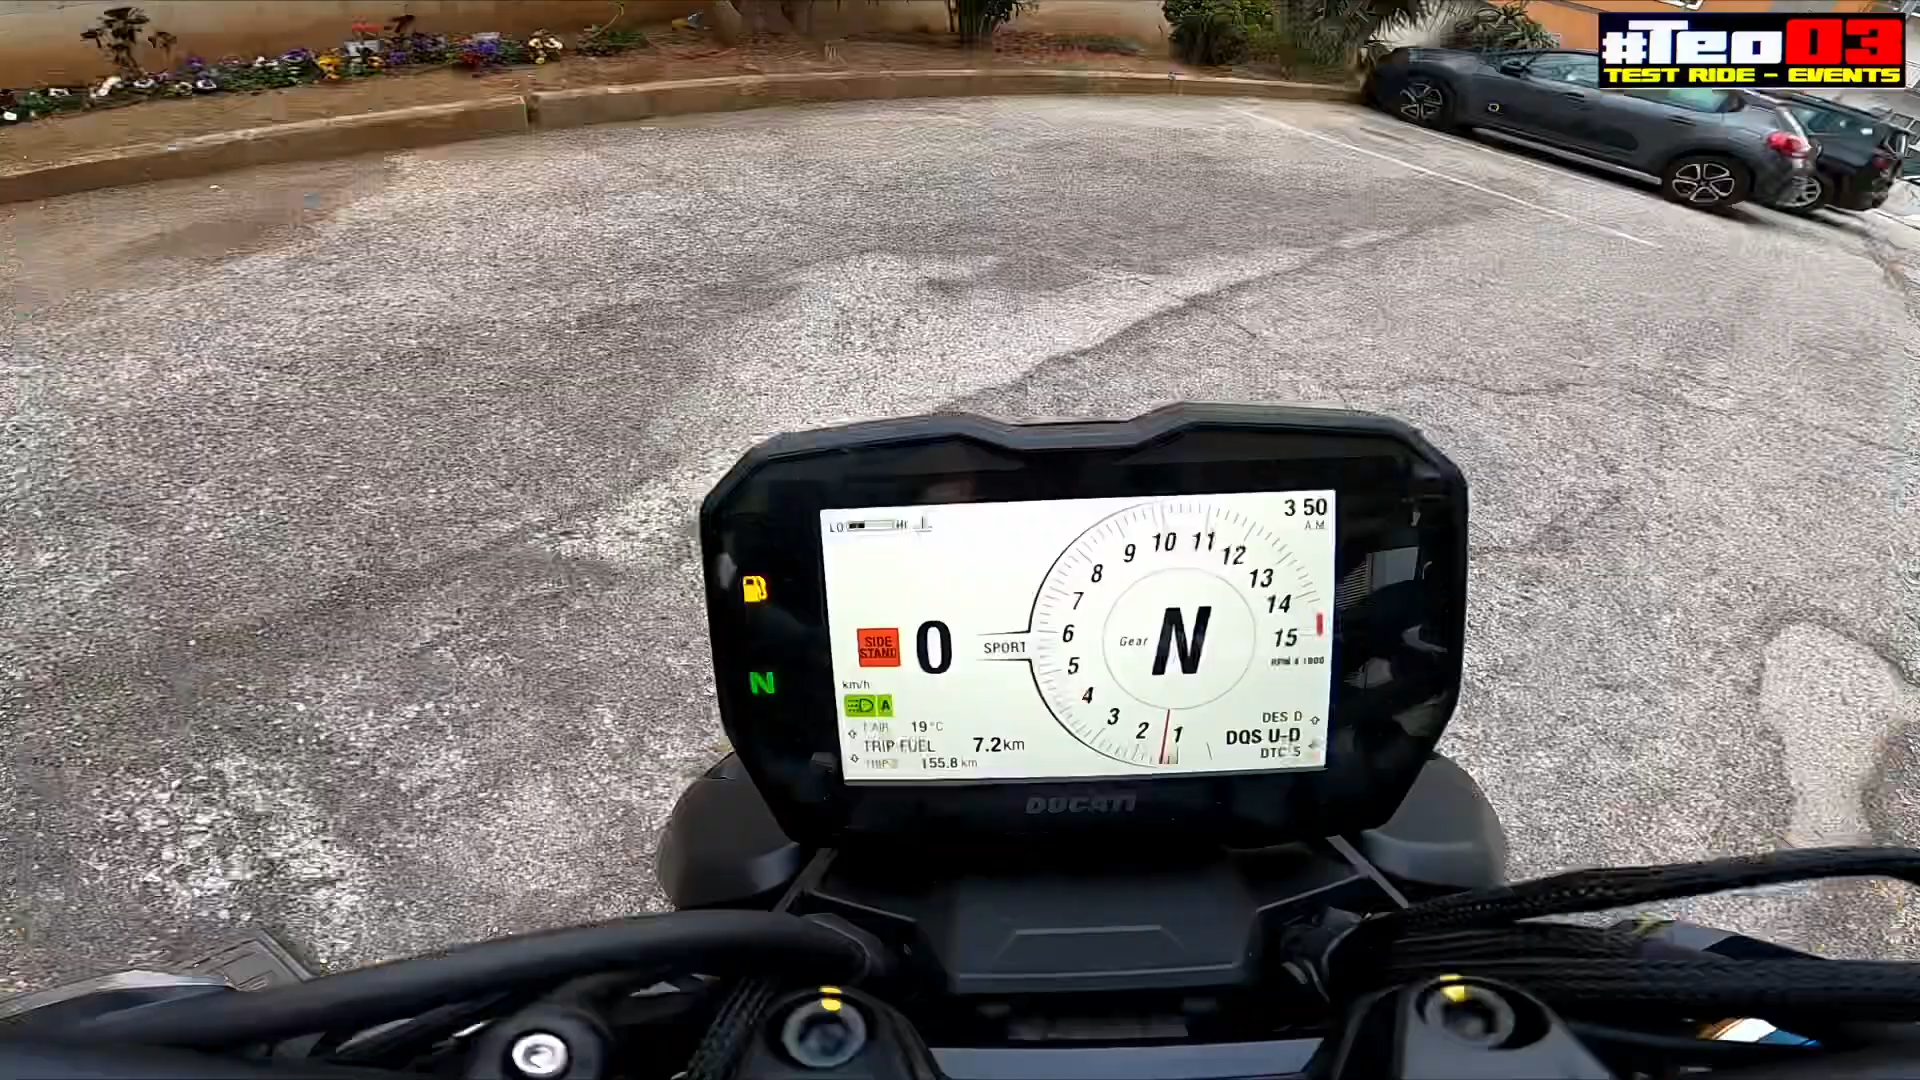 #Teo03
TEST RIDE - EVENTS
LO HI
3 50
A.M.
SIDE
STAND
0
SPORT
km/h
A
N
Gear N
1 2 3 4 5 6 7 8 9 10 11 12 13 14 15
RPM x 1000
T AIR 19°C
TRIP FUEL 7.2km
155.8 km
DES D
DQS U-D
DTC 5
DUCATI